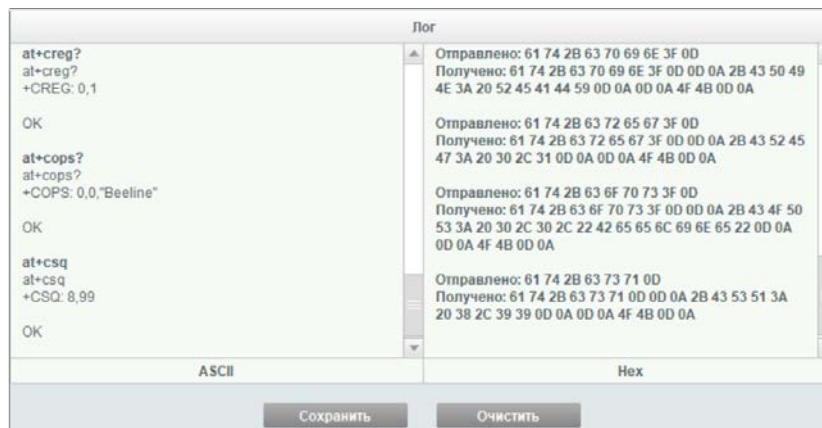 Лог
at+creg?
at+creg?
+CREG: 0,1
OK
at+cops?
at+cops?
+COPS: 0,0,"Beeline"
OK
at+csq
at+csq
+CSQ: 8,99
OK
ASCII
Отправлено: 61 74 2B 63 70 69 6E 3F 0D
Получено: 61 74 2B 63 70 69 6E 3F 0D 0D 0A 2B 43 50 49
4E 3A 20 52 45 41 44 59 0D 0A 0D 0A 4F 4B 0D 0A
Отправлено: 61 74 2B 63 72 65 67 3F 0D
Получено: 61 74 2B 63 72 65 67 3F 0D 0D 0A 2B 43 52 45
47 3A 20 30 2C 31 0D 0A 0D 0A 4F 4B 0D 0A
Отправлено: 61 74 2B 63 6F 70 73 3F 0D
Получено: 61 74 2B 63 6F 70 73 3F 0D 0D 0A 2B 43 4F 50
53 3A 20 30 2C 30 2C 22 42 65 65 6C 69 6E 65 22 0D 0A
0D 0A 4F 4B 0D 0A
Отправлено: 61 74 2B 63 73 71 0D
Получено: 61 74 2B 63 73 71 0D 0D 0A 2B 43 53 51 3A
20 38 2C 39 39 0D 0A 0D 0A 4F 4B 0D 0A
Hex
Сохранить
Очистить